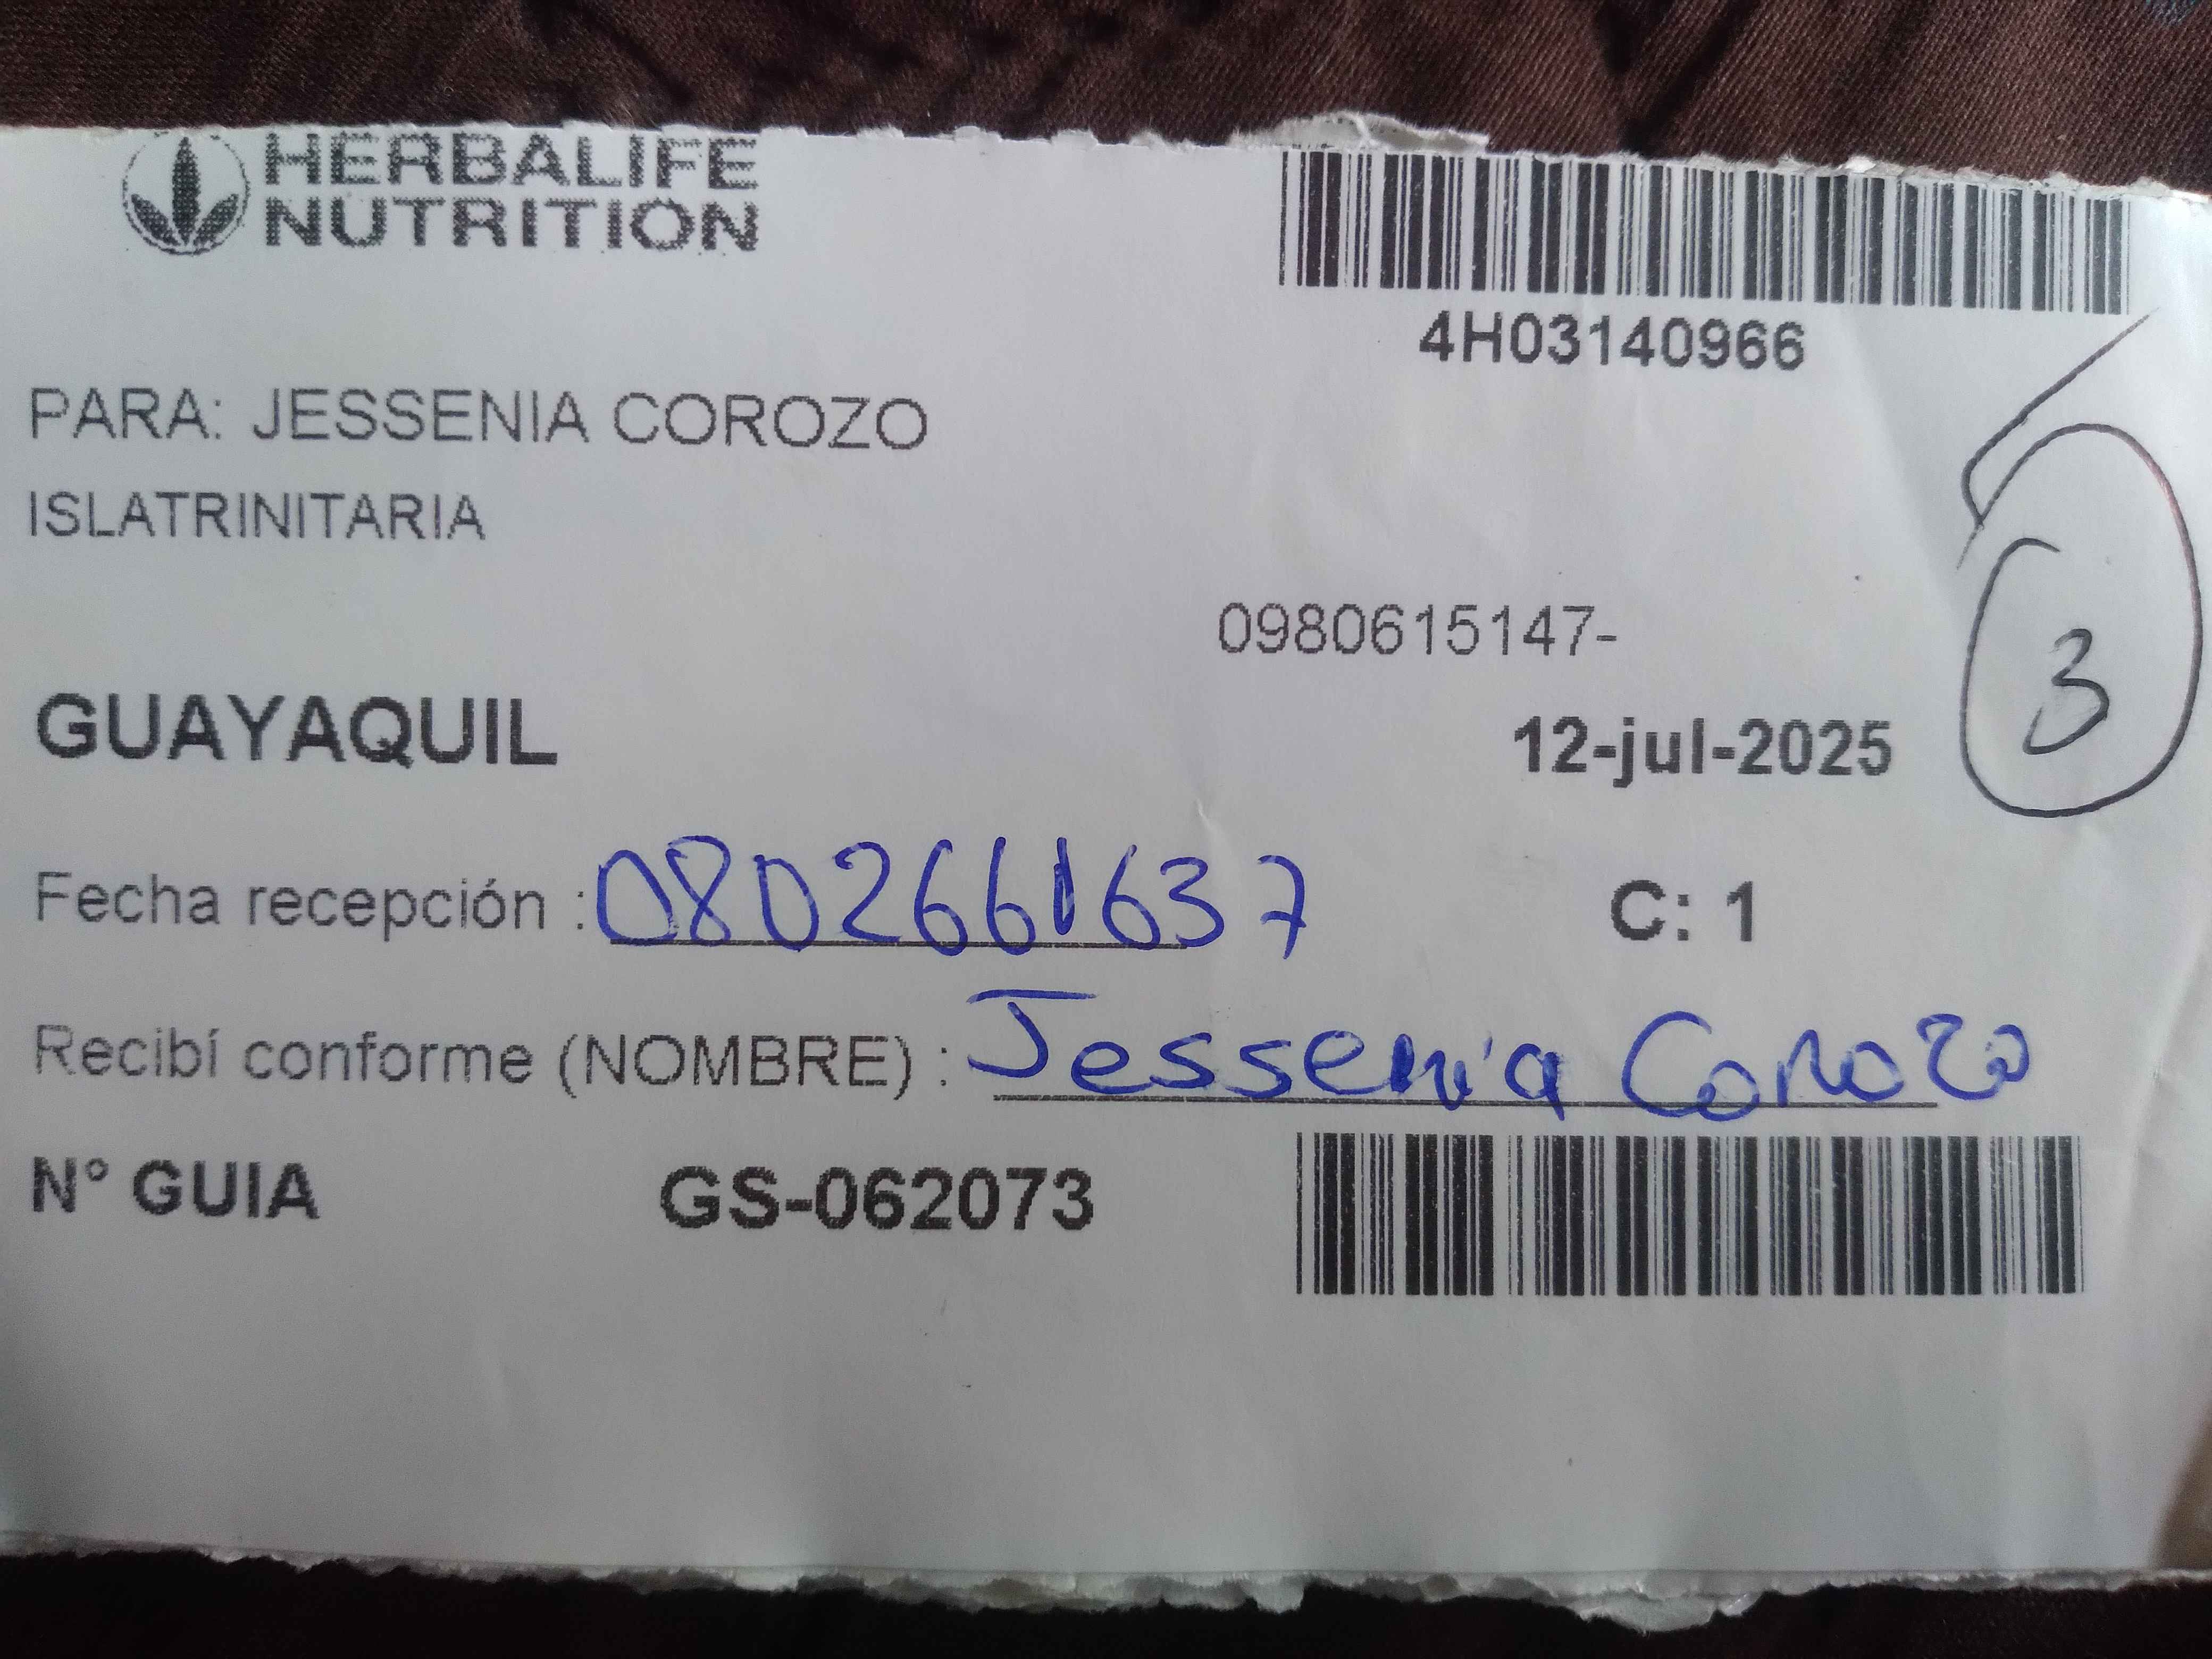 HERBALIFE
NUTRITION
4H03140966
PARA: JESSENIA COROZO
ISLATRINITARIA
0980615147-
3
GUAYAQUIL
12-jul-2025
Fecha recepción : 0802661637
C: 1
Recibí conforme (NOMBRE) : Jessenia Corozo
N° GUIA GS-062073